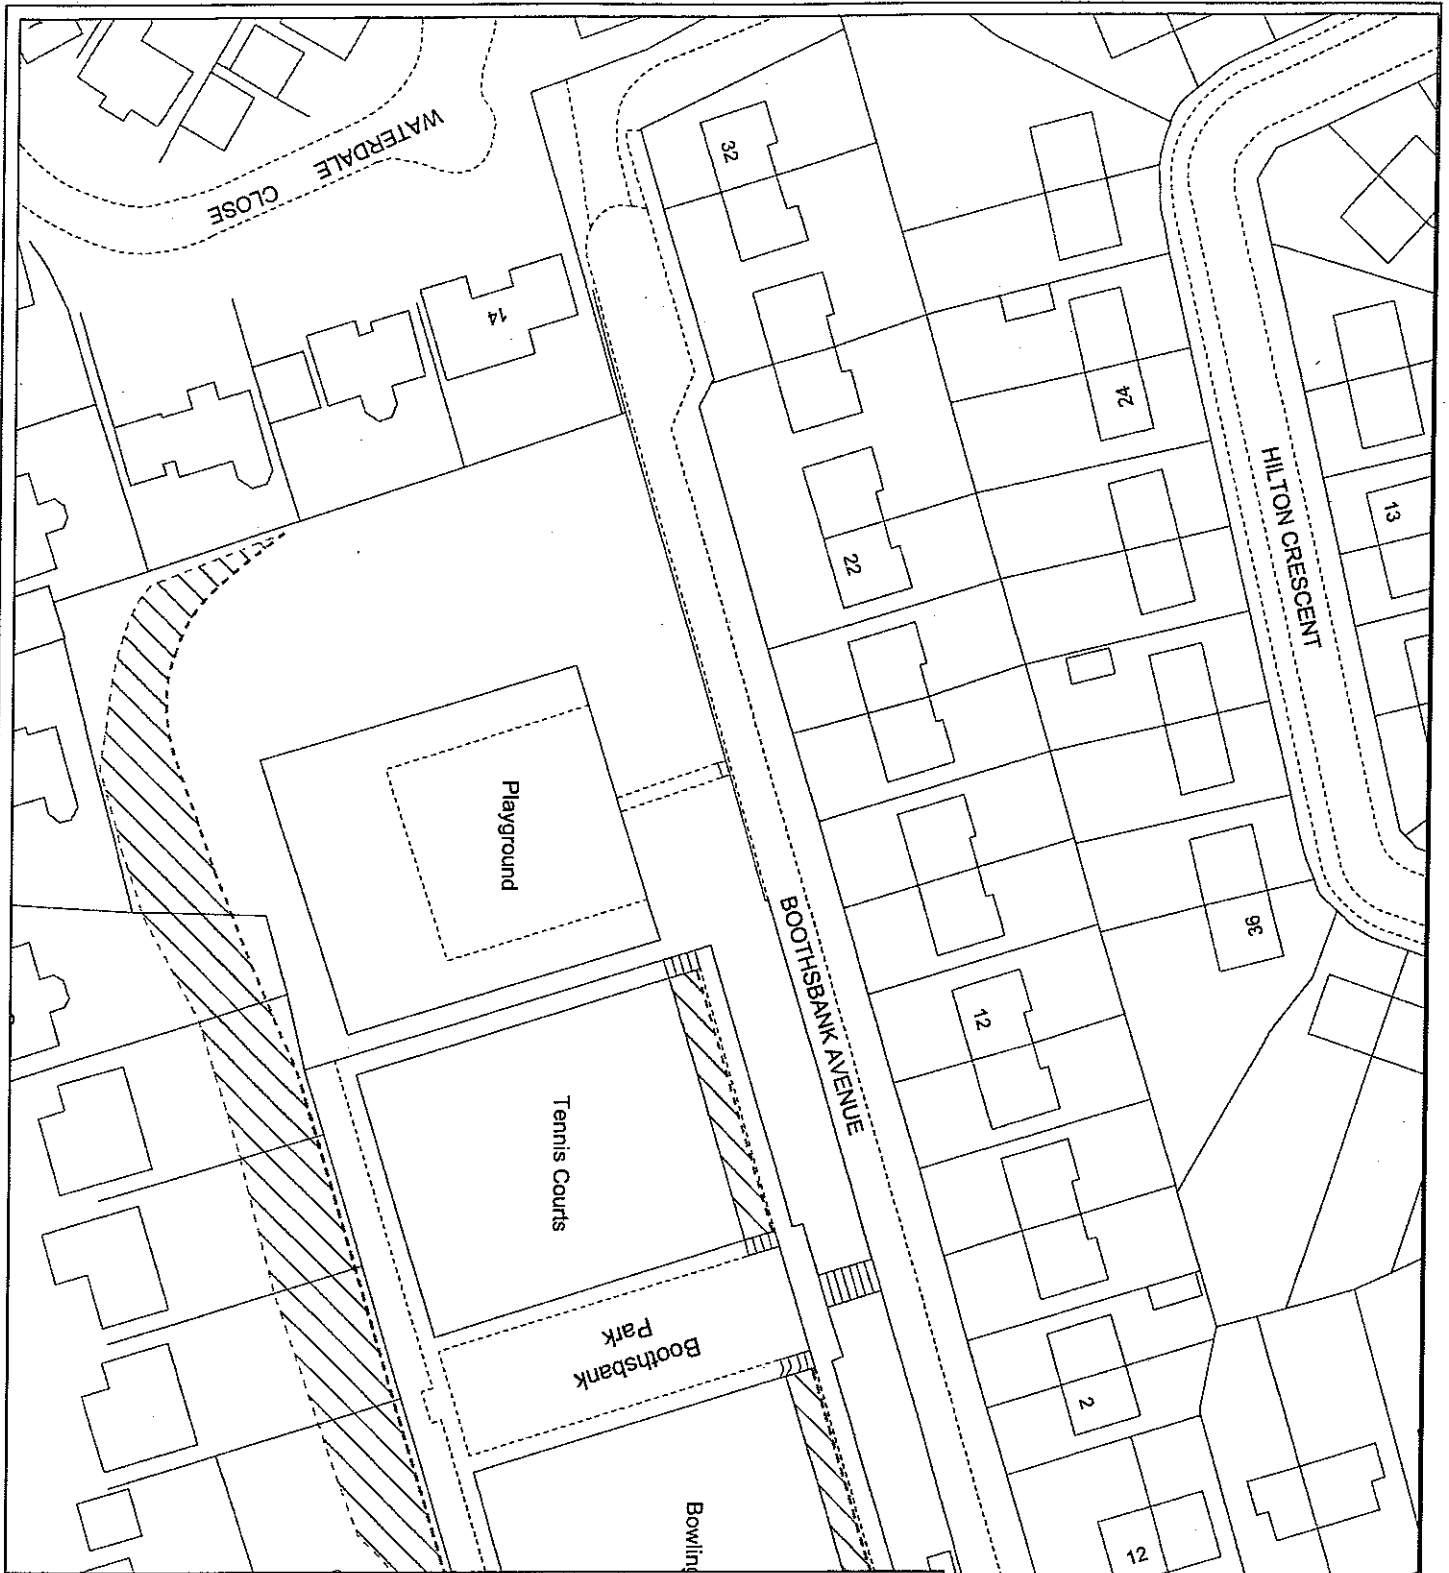 WATERDALE CLOSE
32
14
24
HILTON CRESCENT
13
22
Playground
BOOTHSBANK AVENUE
36
12
Tennis Courts
Boothsbank
Park
2
Bowling
12